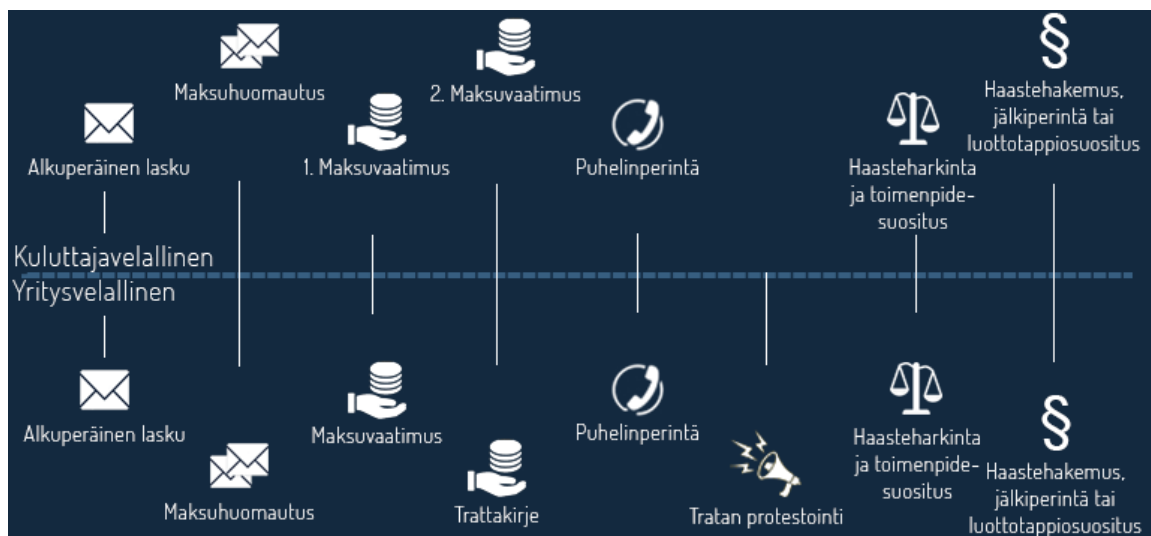 Maksuhuomautus
2. Maksuvaatimus
§
Haastehakemus,
jälkiperintä tai
luottotappiosuositus
Alkuperäinen lasku
1. Maksuvaatimus
Puhelinperintä
Haasteharkinta
ja toimenpide-
suositus
Kuluttajavelallinen
Yritysvelallinen
Alkuperäinen lasku
Maksuhuomautus
Maksuvaatimus
Trattakirje
Puhelinperintä
Tratan protestointi
Haasteharkinta
ja toimenpide-
suositus
§
Haastehakemus,
jälkiperintä tai
luottotappiosuositus